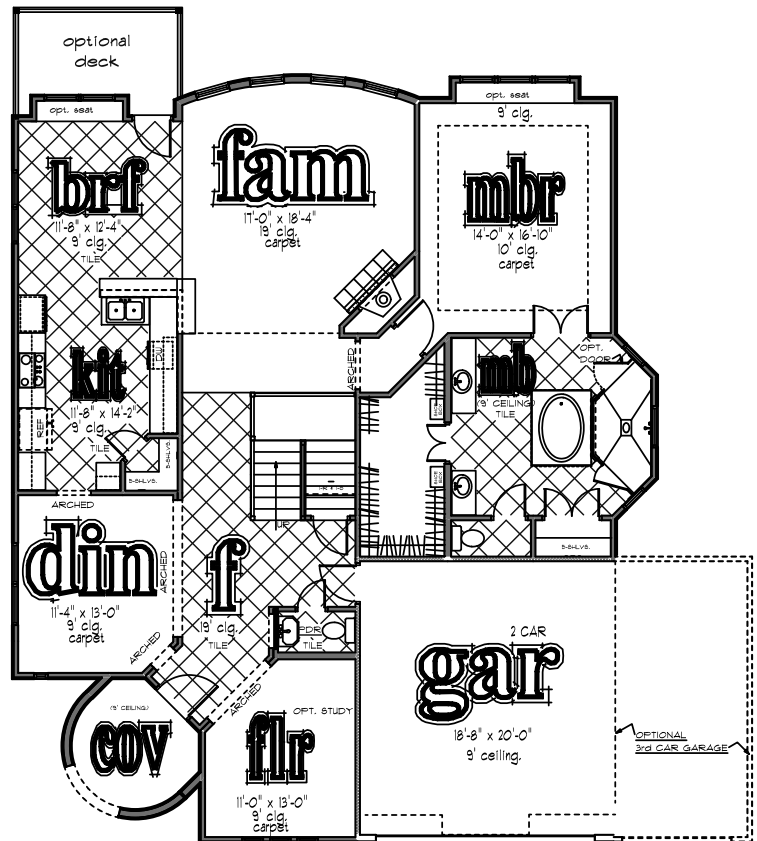 optional
deck
opt. seat
opt. seat
9' clg.
brf
11'-8" x 12'-4"
9' clg.
TILE
fam
17'-0" x 18'-4"
19' clg.
carpet
mbr
14'-0" x 16'-10"
10' clg.
carpet
kit
11'-8" x 14'-2"
9' clg.
TILE
DW
REF
5-SHLVS.
ARCHED
mb
(9' CEILING)
TILE
OPT.
DOOR
5-SHLVS.
UP
ARCHED
din
11'-4" x 13'-0"
9' clg.
carpet
ARCHED
ARCHED
f
19' clg.
TILE
PDR
TILE
ARCHED
cov
(9' CEILING)
OPT. STUDY
flr
11'-0" x 13'-0"
9' clg.
carpet
2 CAR
gar
18'-8" x 20'-0"
9' ceiling.
OPTIONAL
3rd CAR GARAGE